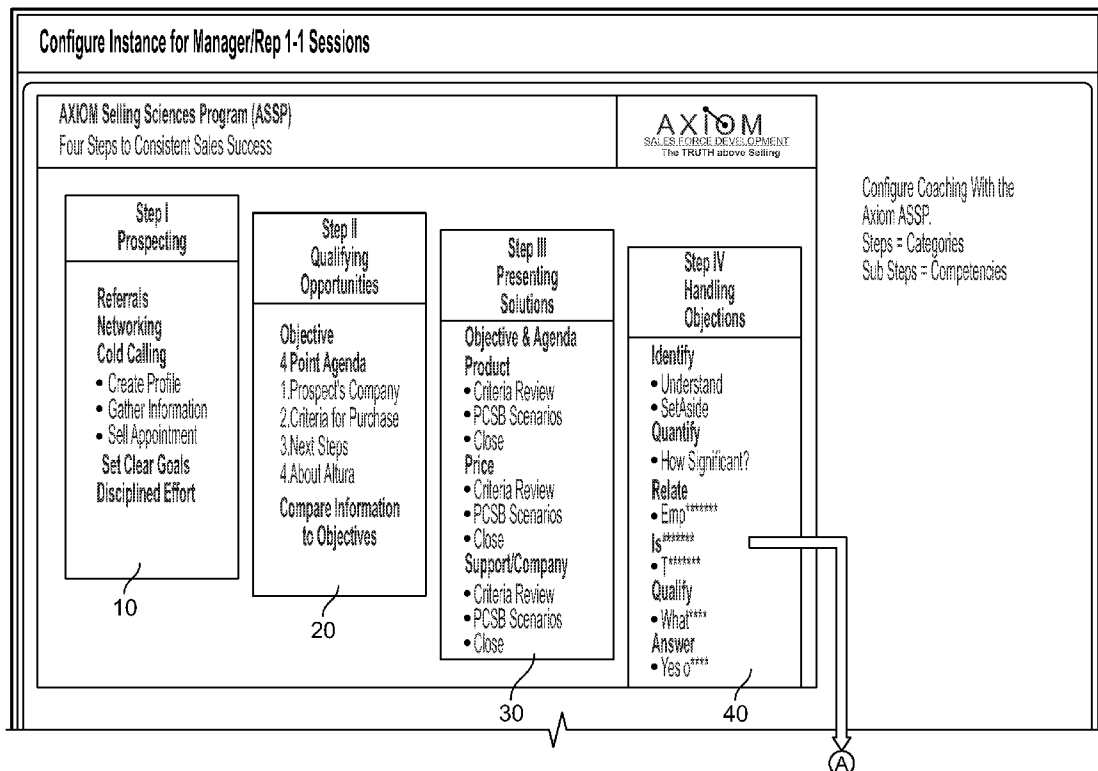 Configure Instance for Manager/Rep 1-1 Sessions
AXIOM Selling Sciences Program (ASSP)
Four Steps to Consistent Sales Success
AXIOM
SALES FORCE DEVELOPMENT
The TRUTH above Selling
Configure Coaching With the
Axiom ASSP.
Steps = Categories
Sub Steps = Competencies
Step I
Prospecting
Referrals
Networking
Cold Calling
• Create Profile
• Gather Information
• Sell Appointment
Set Clear Goals
Disciplined Effort
10
Step II
Qualifying
Opportunities
Objective
4 Point Agenda
1.Prospect's Company
2.Criteria for Purchase
3.Next Steps
4.About Altura
Compare Information
to Objectives
20
Step III
Presenting
Solutions
Objective & Agenda
Product
• Criteria Review
• PCSB Scenarios
• Close
Price
• Criteria Review
• PCSB Scenarios
• Close
Support/Company
• Criteria Review
• PCSB Scenarios
• Close
30
Step IV
Handling
Objections
Identify
• Understand
• SetAside
Quantify
• How Significant?
Relate
• Emp*******
Is*******
• T*******
Qualify
• What****
Answer
• Yes o****
40
A